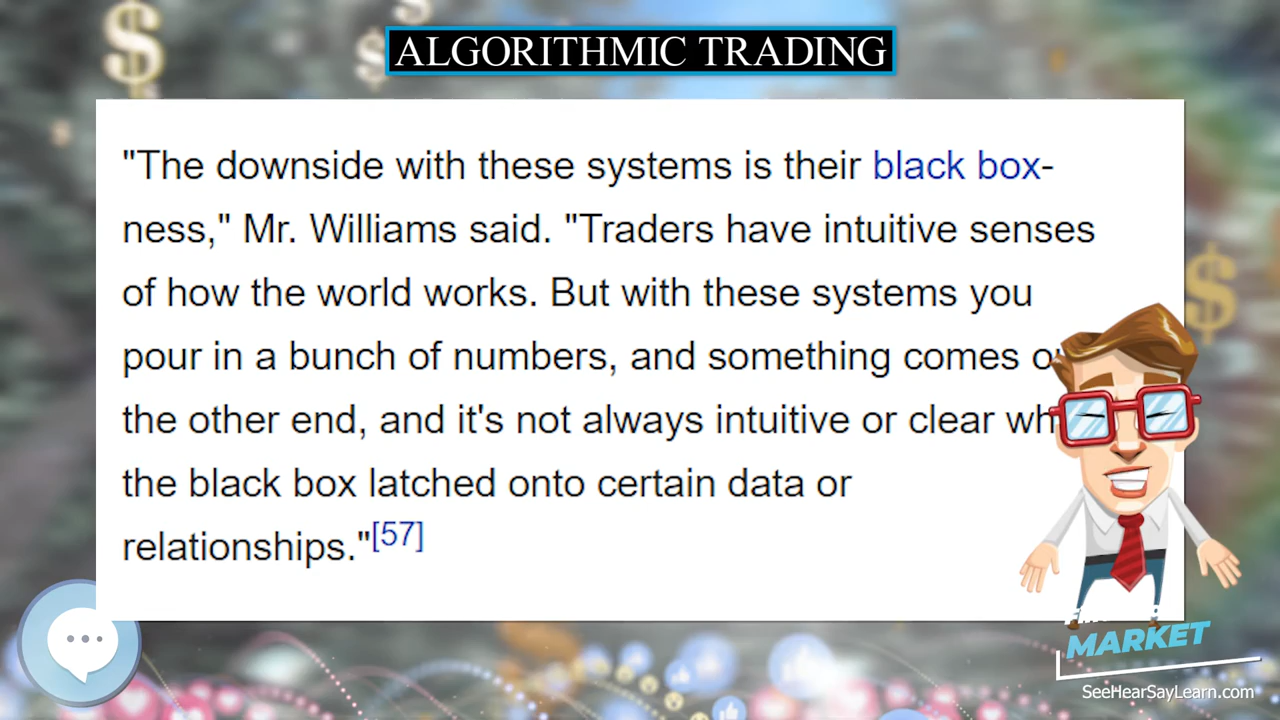 ALGORITHMIC TRADING
"The downside with these systems is their black box-
ness," Mr. Williams said. "Traders have intuitive senses
of how the world works. But with these systems you
pour in a bunch of numbers, and something comes
the other end, and it's not always intuitive or clear
the black box latched onto certain data or
relationships."[57]
MARKET
SeeHearSayLearn.com